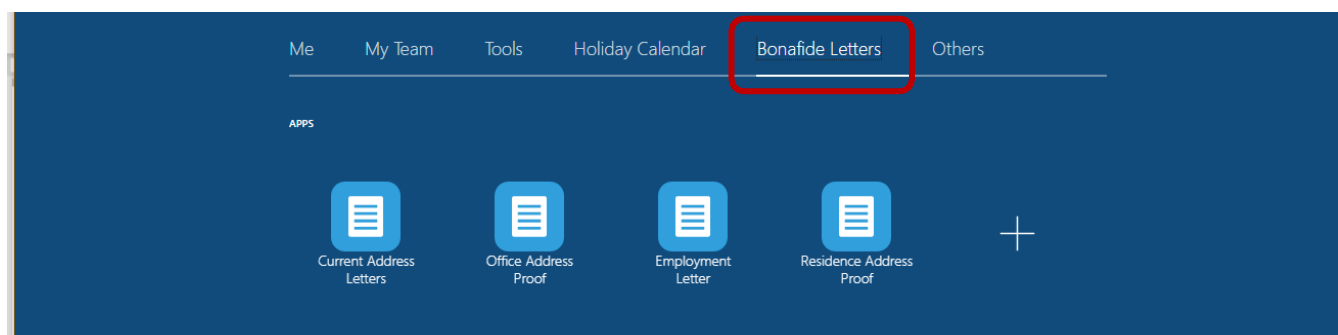 Me My Team Tools Holiday Calendar Bonafide Letters Others
APPS
Current Address Office Address Employment Residence Address
Letters Proof Letter Proof